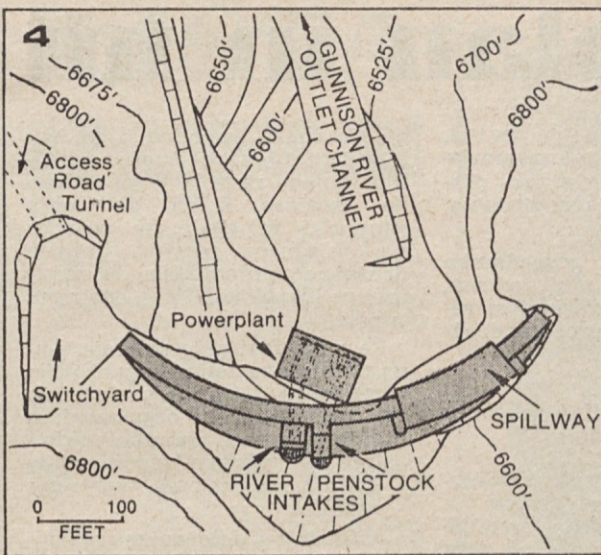 4
6675'
6800'
Access
Road
Tunnel
6650'
6600'
GUNNISON RIVER
OUTLET CHANNEL
6525'
6700'
6800'
Powerplant
Switchyard
SPILLWAY
6800'
RIVER / PENSTOCK
INTAKES
6600'
0 100
FEET